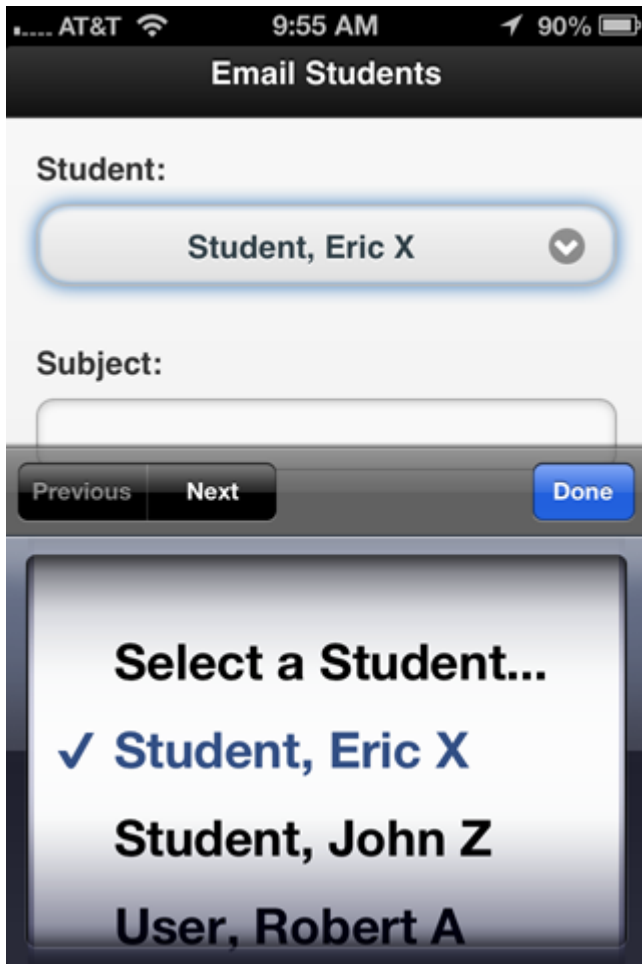 AT&T 9:55 AM 90%
Email Students
Student:
Student, Eric X
Subject:
Previous Next Done
Select a Student...
✓ Student, Eric X
Student, John Z
User, Robert A